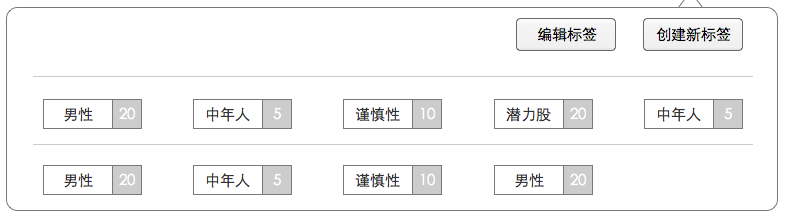 编辑标签 创建新标签
男性 20 中年人 5 谨慎性 10 潜力股 20 中年人 5
男性 20 中年人 5 谨慎性 10 男性 20